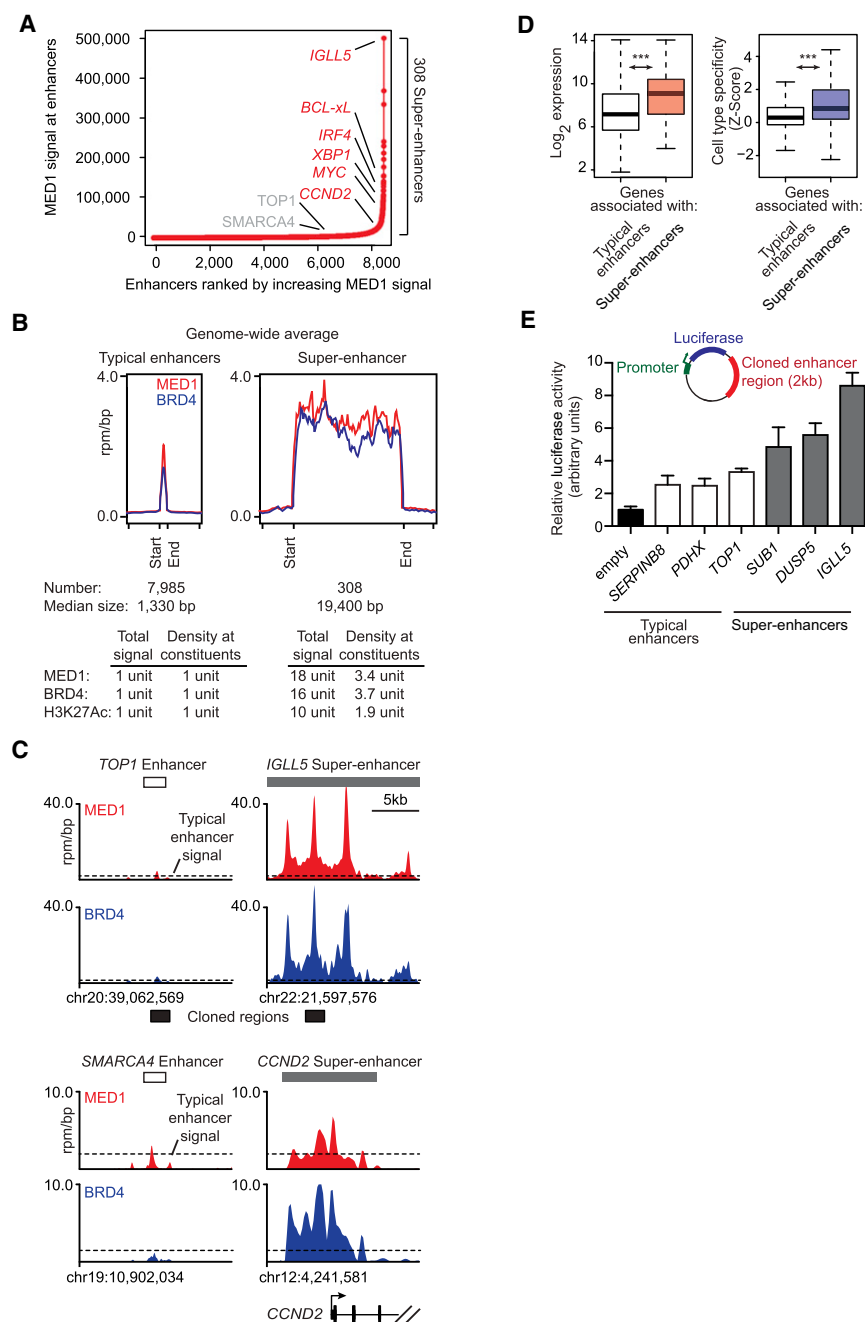 A
MED1 signal at enhancers
500,000
400,000
300,000
200,000
100,000
0
IGLL5
BCL-xL
IRF4
XBP1
MYC
CCND2
TOP1
SMARCA4
308 Super-enhancers
0 2,000 4,000 6,000 8,000
Enhancers ranked by increasing MED1 signal
B
Genome-wide average
Typical enhancers Super-enhancer
4.0 4.0
MED1
BRD4
rpm/bp
0.0 0.0
Start End Start End
Number: 7,985 308
Median size: 1,330 bp 19,400 bp
Total signal Density at constituents Total signal Density at constituents
MED1: 1 unit 1 unit 18 unit 3.4 unit
BRD4: 1 unit 1 unit 16 unit 3.7 unit
H3K27Ac: 1 unit 1 unit 10 unit 1.9 unit
C
TOP1 Enhancer IGLL5 Super-enhancer
40.0 40.0
MED1
5kb
rpm/bp
Typical
enhancer
signal
40.0 40.0
BRD4
chr20:39,062,569 chr22:21,597,576
Cloned regions
SMARCA4 Enhancer CCND2 Super-enhancer
10.0 10.0
MED1
rpm/bp
Typical
enhancer
signal
10.0 10.0
BRD4
chr19:10,902,034 chr12:4,241,581
CCND2
D
Log2 expression
14
10
6
2
***
Genes
associated with:
Typical
enhancers
Super-enhancers
Cell type specificity
(Z-Score)
4
2
0
−2
***
Genes
associated with:
Typical
enhancers
Super-enhancers
E
Relative luciferase activity
(arbitrary units)
10
8
6
4
2
0
Luciferase
Promoter
Cloned enhancer
region (2kb)
empty
SERPINB8
PDHX
TOP1
SUB1
DUSP5
IGLL5
Typical
enhancers
Super-enhancers